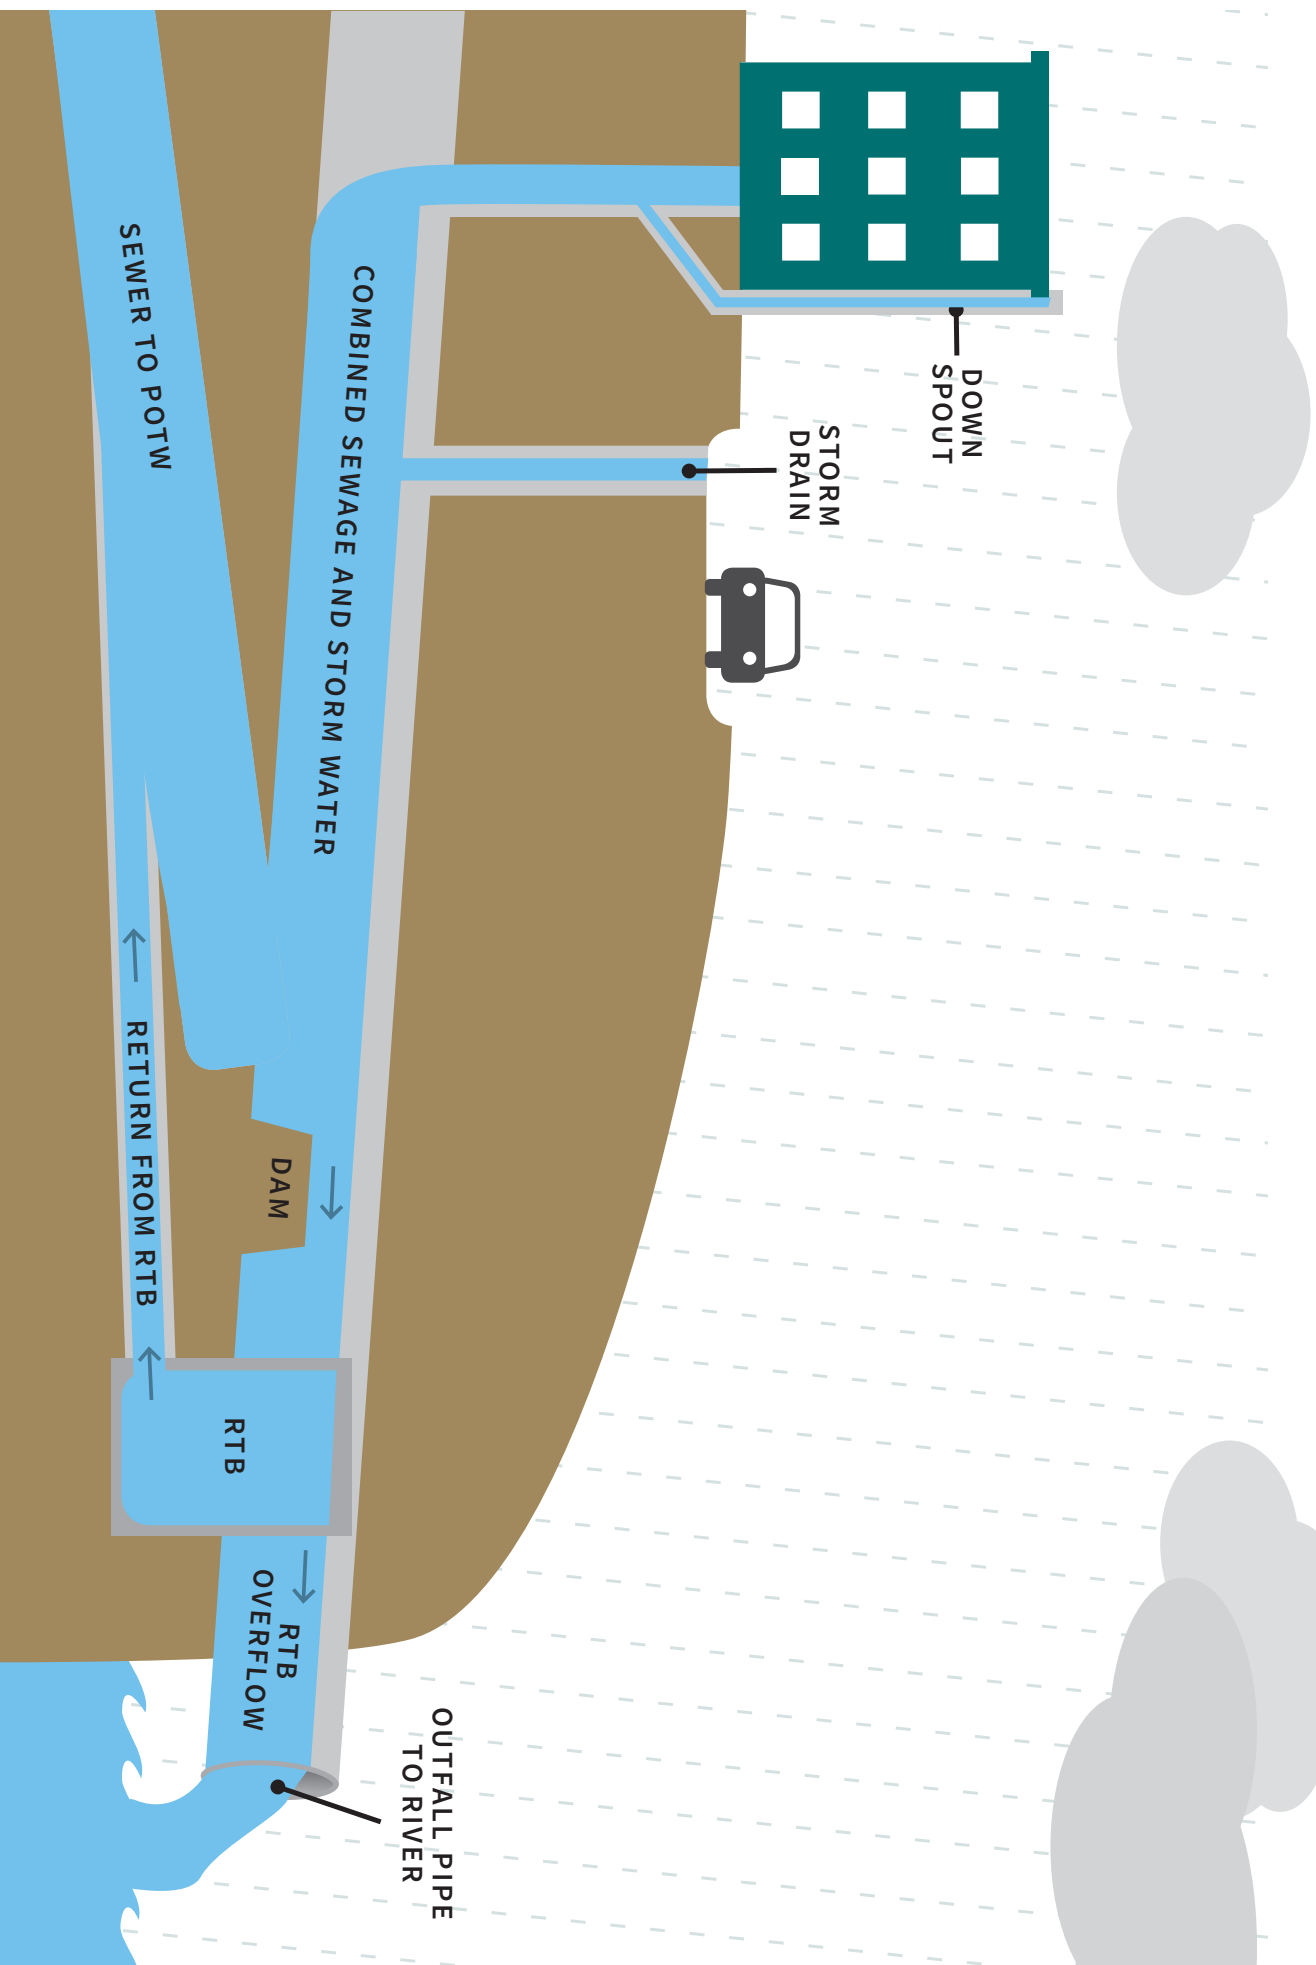 DOWN
SPOUT
STORM
DRAIN
COMBINED SEWAGE AND STORM WATER
SEWER TO POTW
DAM
RETURN FROM RTB
RTB
RTB
OVERFLOW
OUTFALL PIPE
TO RIVER